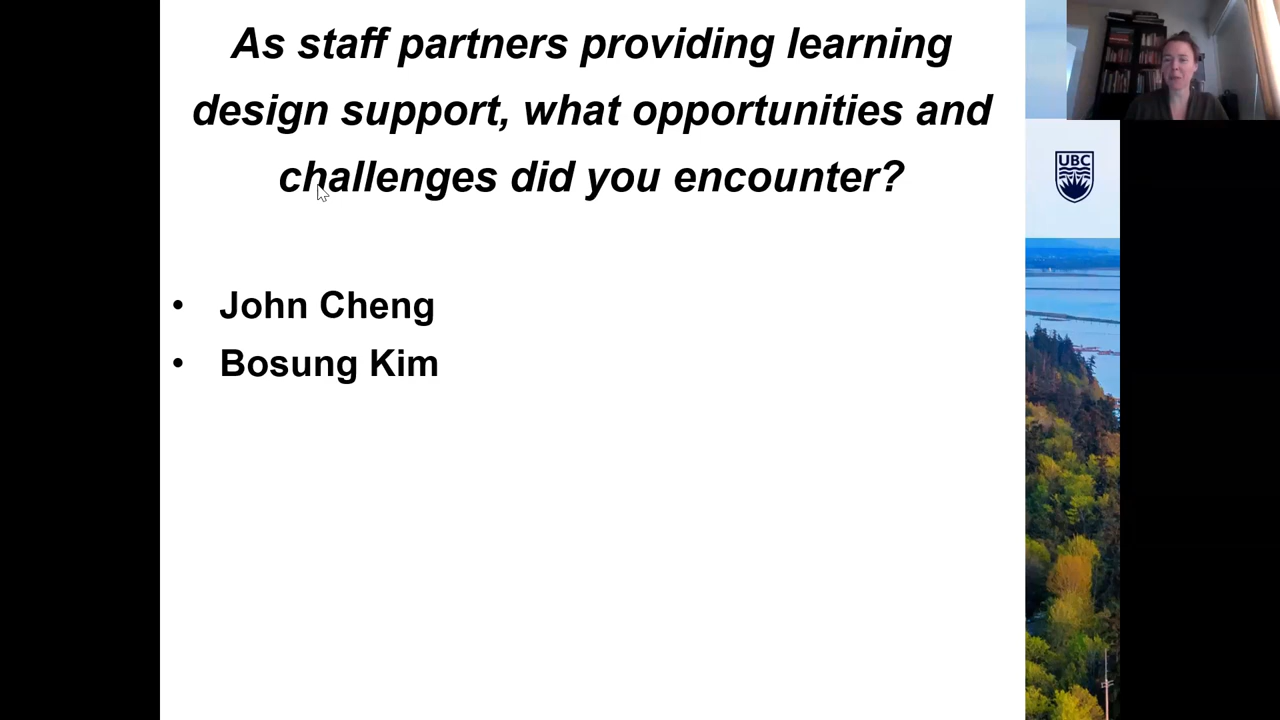 As staff partners providing learning
design support, what opportunities and
challenges did you encounter?
• John Cheng
• Bosung Kim
UBC